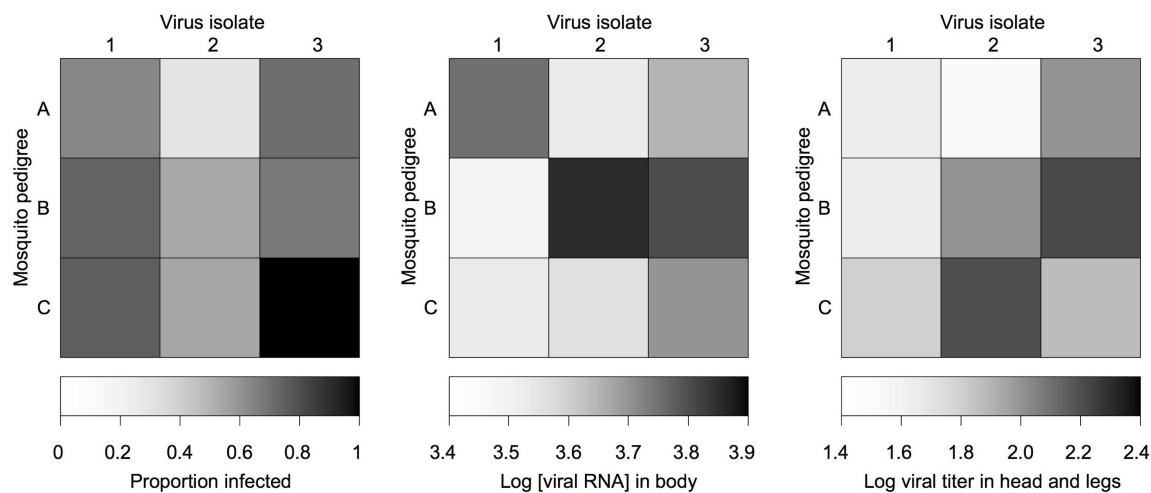 Virus isolate
1 2 3
Mosquito pedigree
A
B
C
0 0.2 0.4 0.6 0.8 1
Proportion infected
Virus isolate
1 2 3
Mosquito pedigree
A
B
C
3.4 3.5 3.6 3.7 3.8 3.9
Log [viral RNA] in body
Virus isolate
1 2 3
Mosquito pedigree
A
B
C
1.4 1.6 1.8 2.0 2.2 2.4
Log viral titer in head and legs